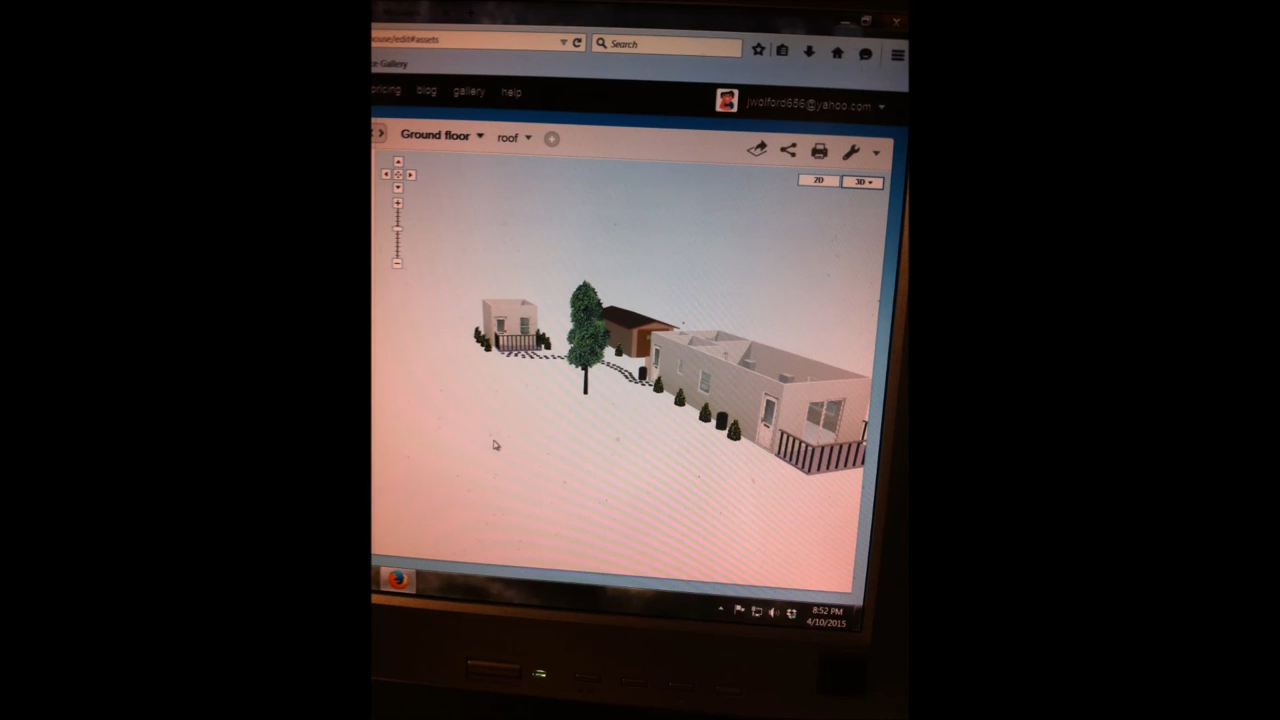 ouse/edit#assets
Search
ce Gallery
pricing blog gallery help
jwolford656@yahoo.com
Ground floor roof
2D 3D
8:52 PM
4/10/2015